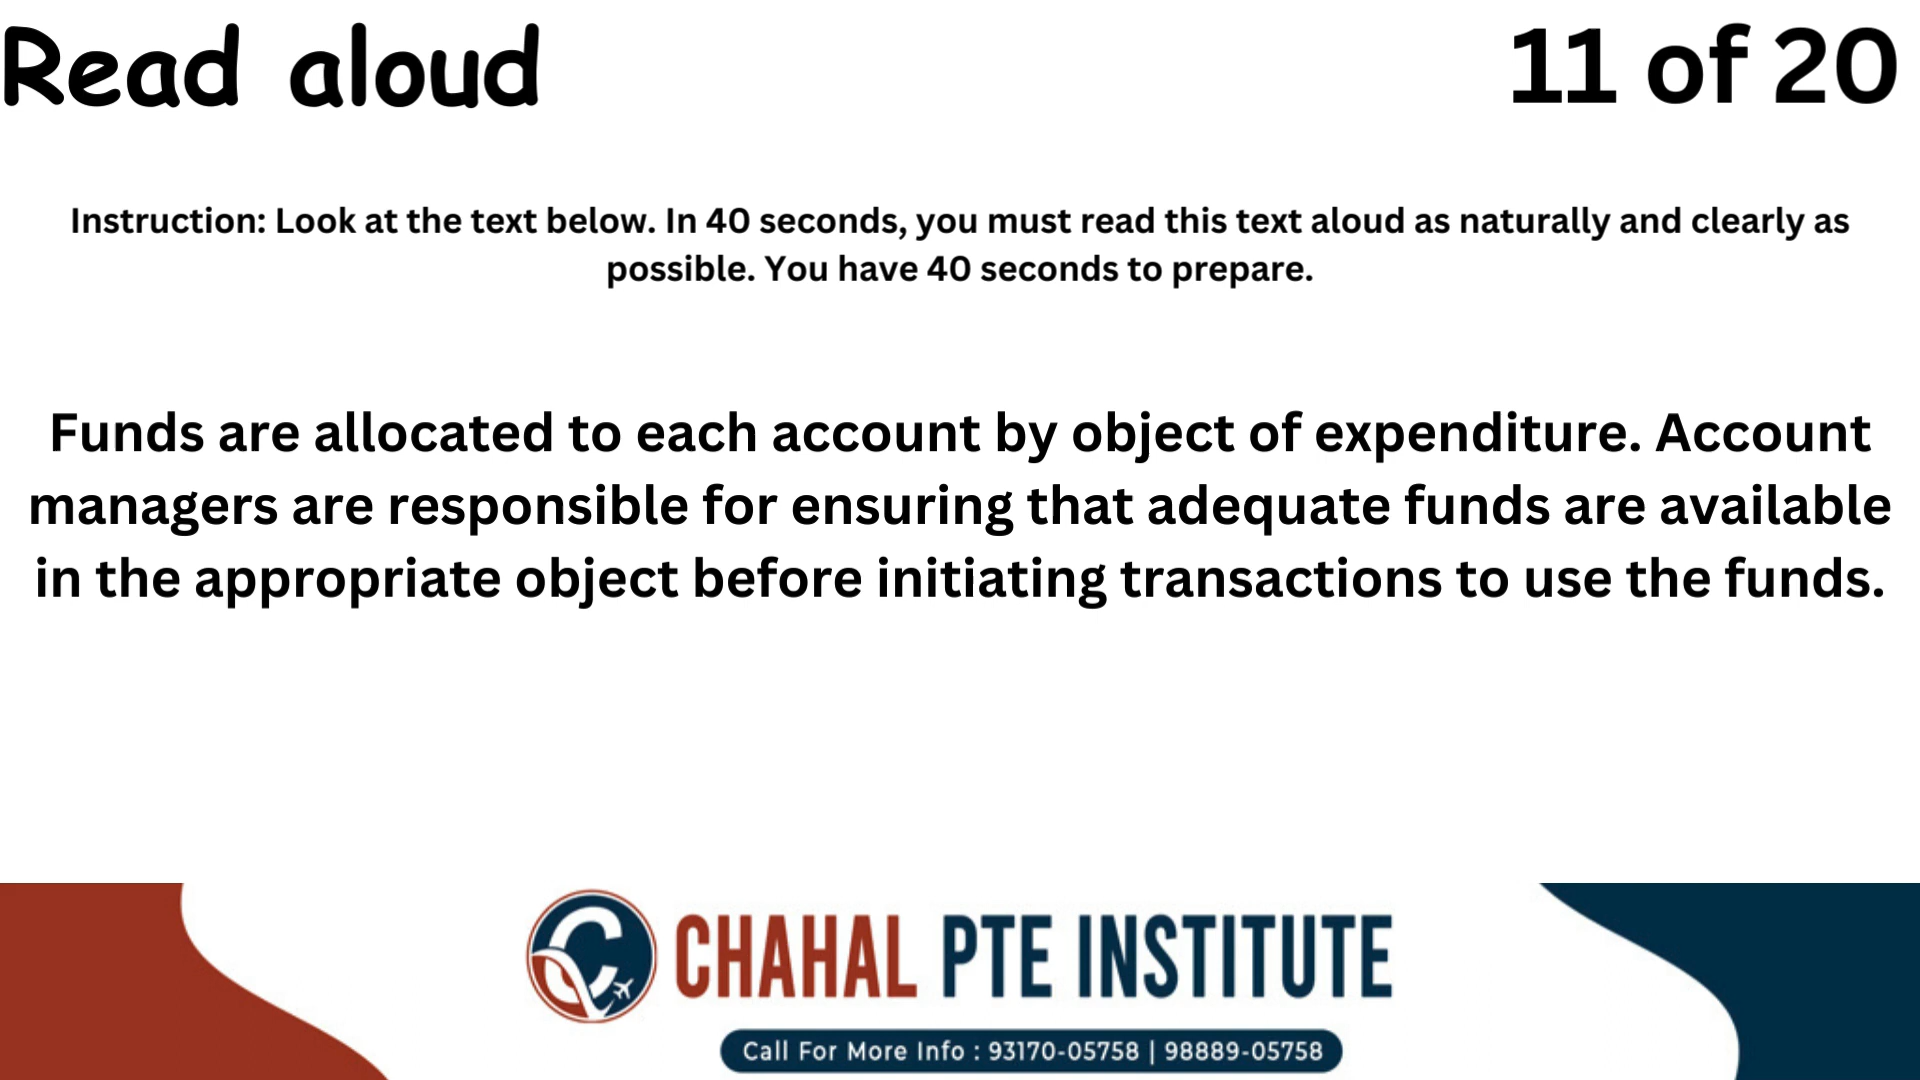 Read aloud
11 of 20
Instruction: Look at the text below. In 40 seconds, you must read this text aloud as naturally and clearly as
possible. You have 40 seconds to prepare.
Funds are allocated to each account by object of expenditure. Account
managers are responsible for ensuring that adequate funds are available
in the appropriate object before initiating transactions to use the funds.
CHAHAL PTE INSTITUTE
Call For More Info : 93170-05758 | 98889-05758